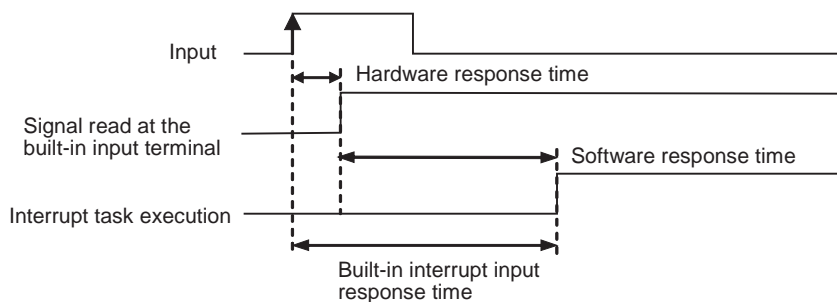 Input
Hardware response time
Signal read at the
built-in input terminal
Software response time
Interrupt task execution
Built-in interrupt input
response time